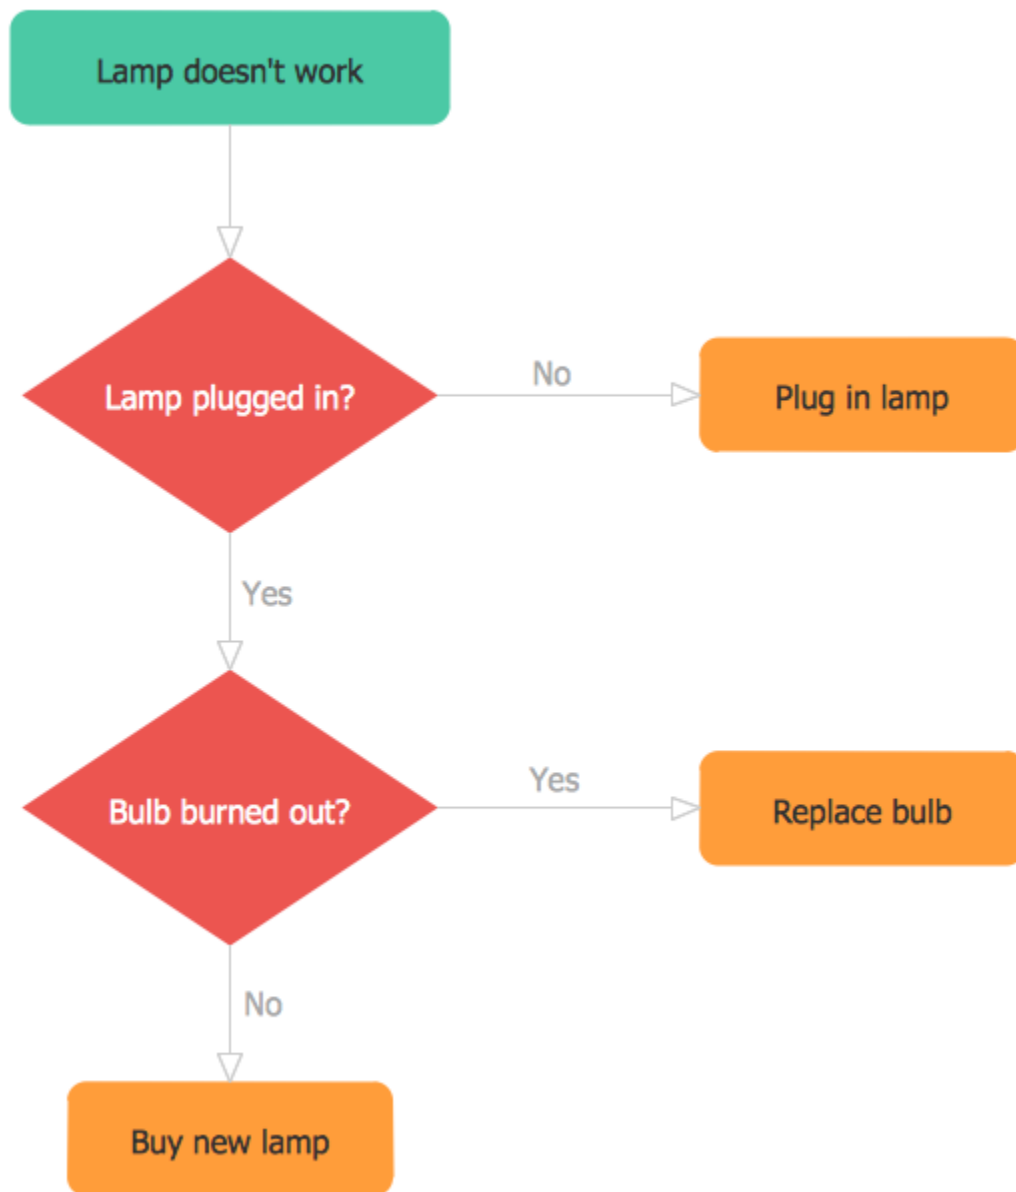 Lamp doesn't work
Lamp plugged in?
No
Plug in lamp
Yes
Bulb burned out?
Yes
Replace bulb
No
Buy new lamp